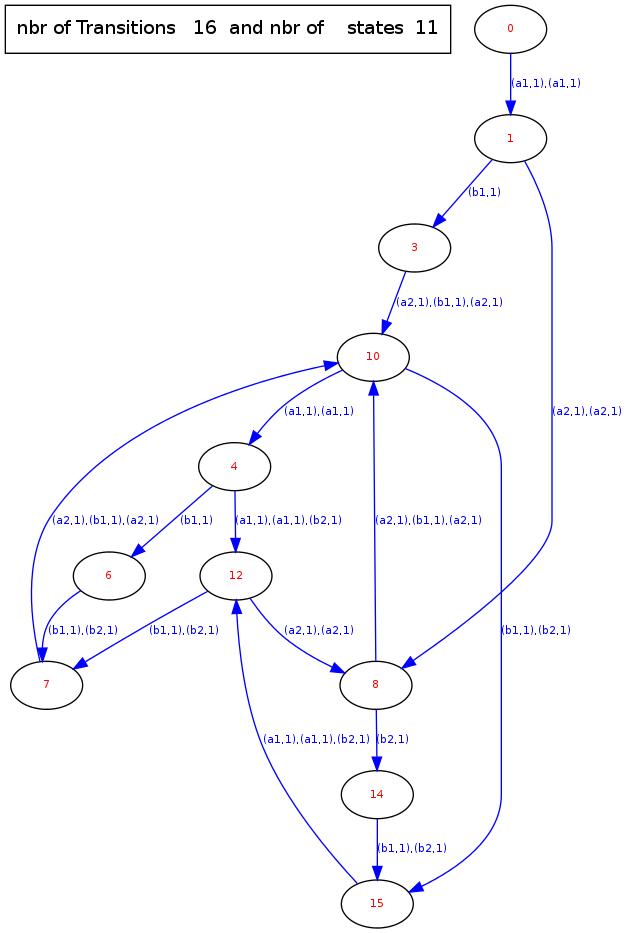 nbr of Transitions 16 and nbr of states 11
0
(a1,1),(a1,1)
1
(b1,1)
3
(a2,1),(b1,1),(a2,1)
10
(a1,1),(a1,1)
(a2,1),(a2,1)
4
(a2,1),(b1,1),(a2,1)
(b1,1)
(a1,1),(a1,1),(b2,1)
(a2,1),(b1,1),(a2,1)
6
12
(b1,1),(b2,1)
(b1,1),(b2,1)
(a2,1),(a2,1)
(b1,1),(b2,1)
7
8
(a1,1),(a1,1),(b2,1)
(b2,1)
14
(b1,1),(b2,1)
15